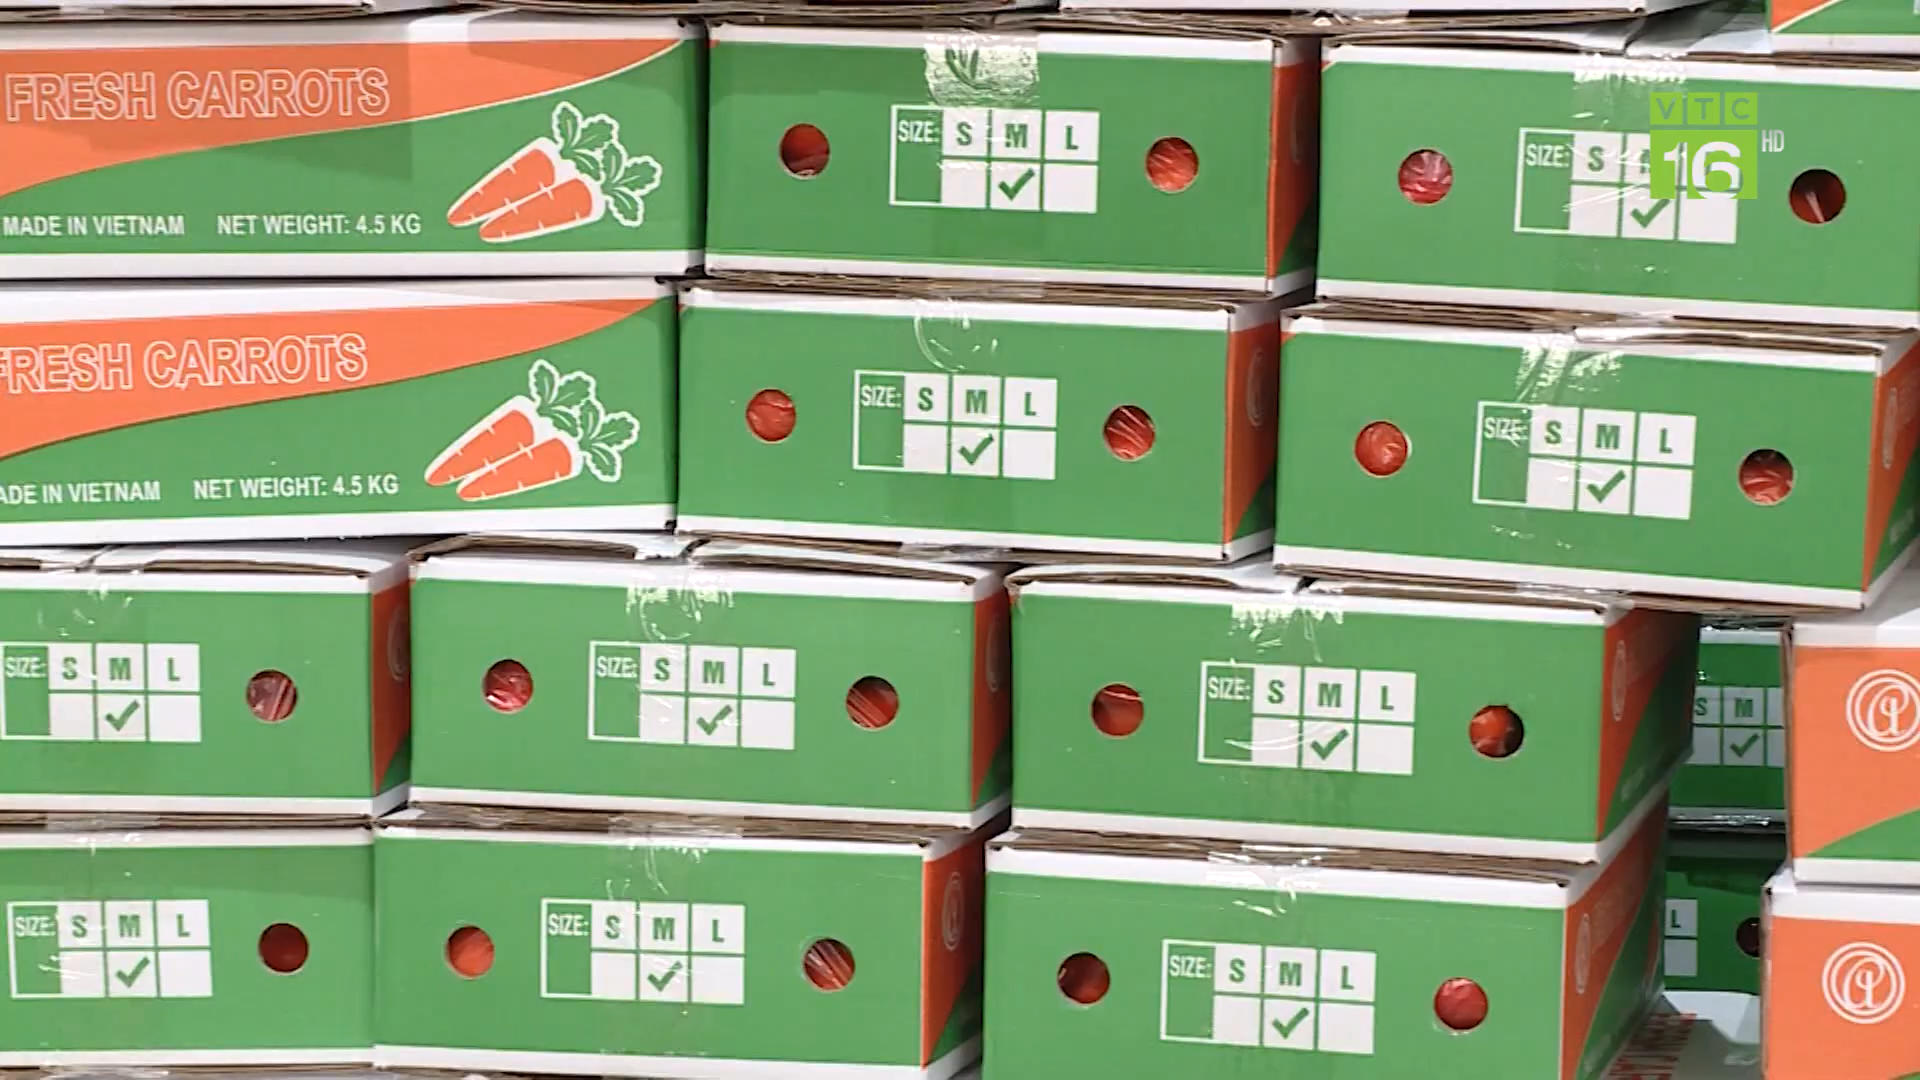 FRESH CARROTS
MADE IN VIETNAM NET WEIGHT: 4.5 KG
SIZE: S M L
SIZE: S M
VTC
16 HD
FRESH CARROTS
ADE IN VIETNAM NET WEIGHT: 4.5 KG
SIZE: S M L
SIZE: S M L
SIZE: S M L
SIZE: S M L
SIZE: S M L
S M
SIZE: S M L
SIZE: S M L
SIZE: S M L
L